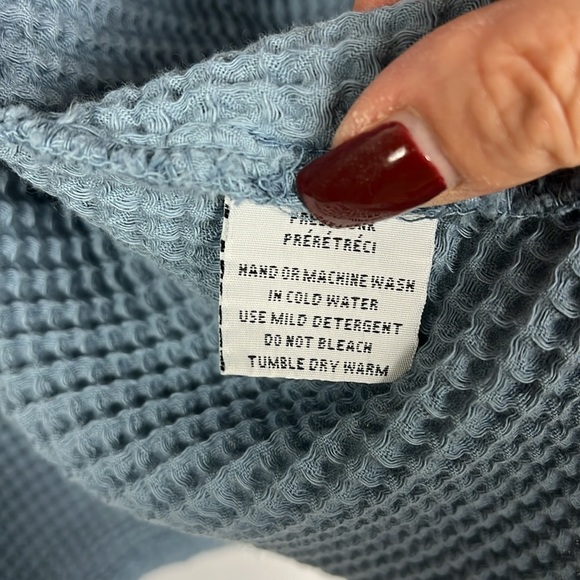 PRÉRÉTRÉCI
HAND OR MACHINE WASH
IN COLD WATER
USE MILD DETERGENT
DO NOT BLEACH
TUMBLE DRY WARM